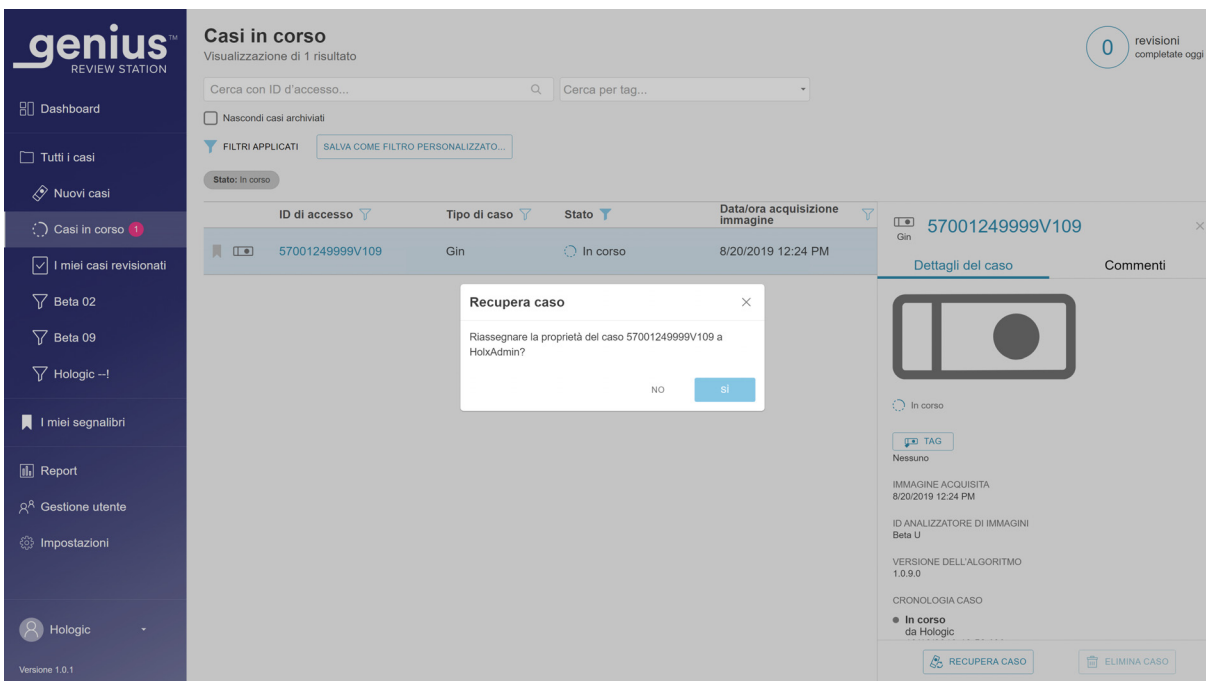 genius™
REVIEW STATION
Dashboard
Tutti i casi
Nuovi casi
Casi in corso 1
I miei casi revisionati
Beta 02
Beta 09
Hologic --!
I miei segnalibri
Report
Gestione utente
Impostazioni
Hologic
Versione 1.0.1
Casi in corso
Visualizzazione di 1 risultato
0 revisioni
completate oggi
Cerca con ID d'accesso...
Cerca per tag...
Nascondi casi archiviati
FILTRI APPLICATI
SALVA COME FILTRO PERSONALIZZATO...
Stato: In corso
ID di accesso Tipo di caso Stato Data/ora acquisizione
immagine
57001249999V109 Gin In corso 8/20/2019 12:24 PM
Recupera caso
Riassegnare la proprietà del caso 57001249999V109 a
HolxAdmin?
NO
sì
57001249999V109
Gin
Dettagli del caso Commenti
In corso
TAG
Nessuno
IMMAGINE ACQUISITA
8/20/2019 12:24 PM
ID ANALIZZATORE DI IMMAGINI
Beta U
VERSIONE DELL'ALGORITMO
1.0.9.0
CRONOLOGIA CASO
In corso
da Hologic
RECUPERA CASO
ELIMINA CASO